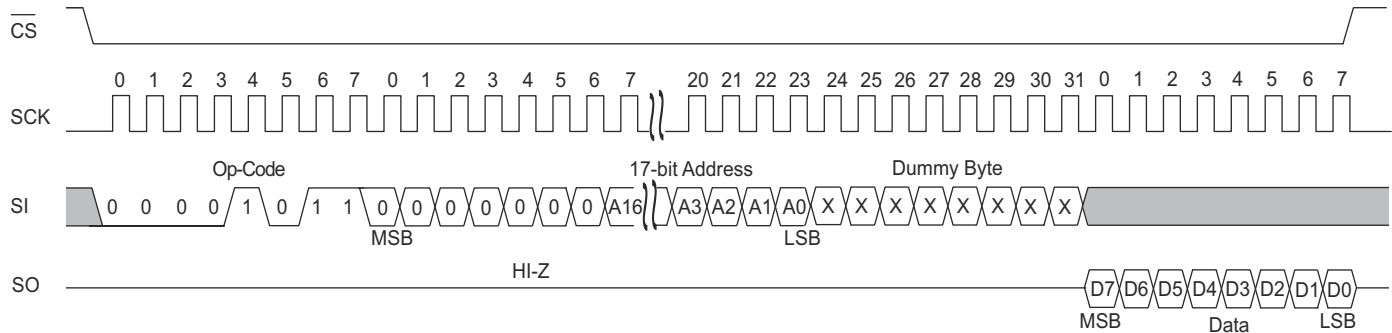 CS
0 1 2 3 4 5 6 7 0 1 2 3 4 5 6 7 20 21 22 23 24 25 26 27 28 29 30 31 0 1 2 3 4 5 6 7
SCK
Op-Code 17-bit Address Dummy Byte
SI 0 0 0 0 1 0 1 1 0 0 0 0 0 0 0 A16 A3 A2 A1 A0 X X X X X X X X
MSB LSB
HI-Z
SO D7 D6 D5 D4 D3 D2 D1 D0
MSB Data LSB